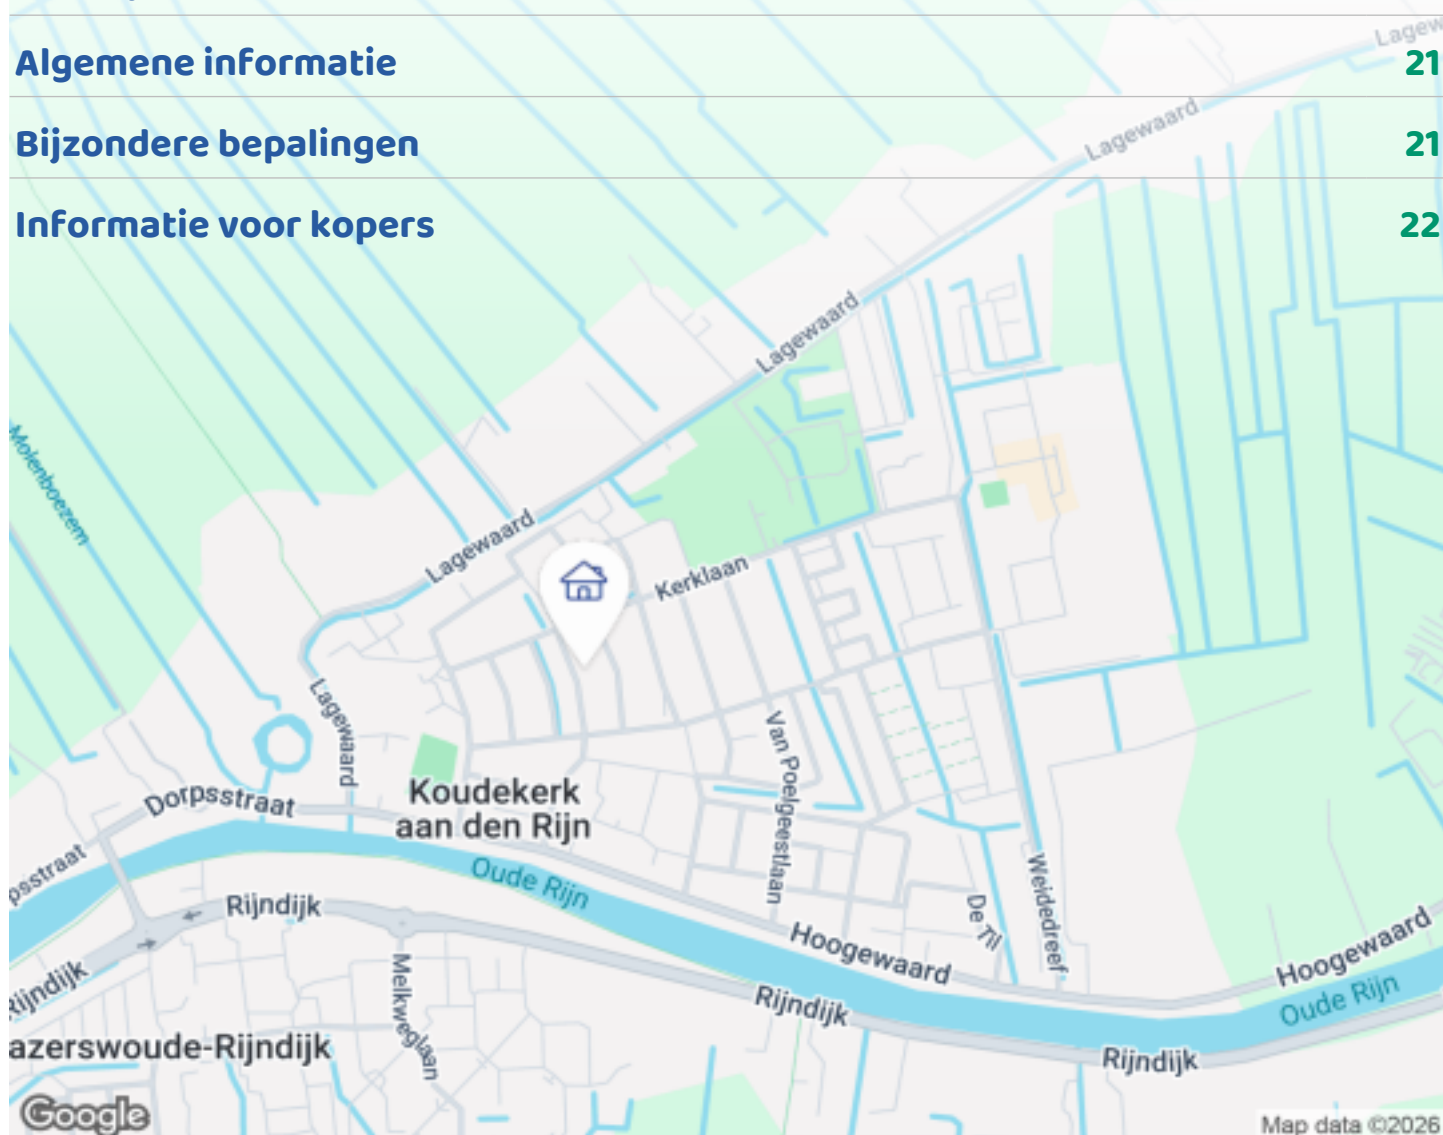 Algemene informatie 21
Bijzondere bepalingen 21
Informatie voor kopers 22
Lagew
Lagewaard
Lagewaard
Molenboezem
Lagewaard
Kerklaan
Lagewaard
Van Poelgeestlaan
Koudekerk
aan den Rijn
Dorpsstraat
psstraat
Oude Rijn
Weidedreef
De Til
Rijndijk
Hoogewaard
Hoogewaard
Rijndijk
Melkweglaan
Rijndijk
Oude Rijn
azerswoude-Rijndijk
Rijndijk
Google
Map data ©2026